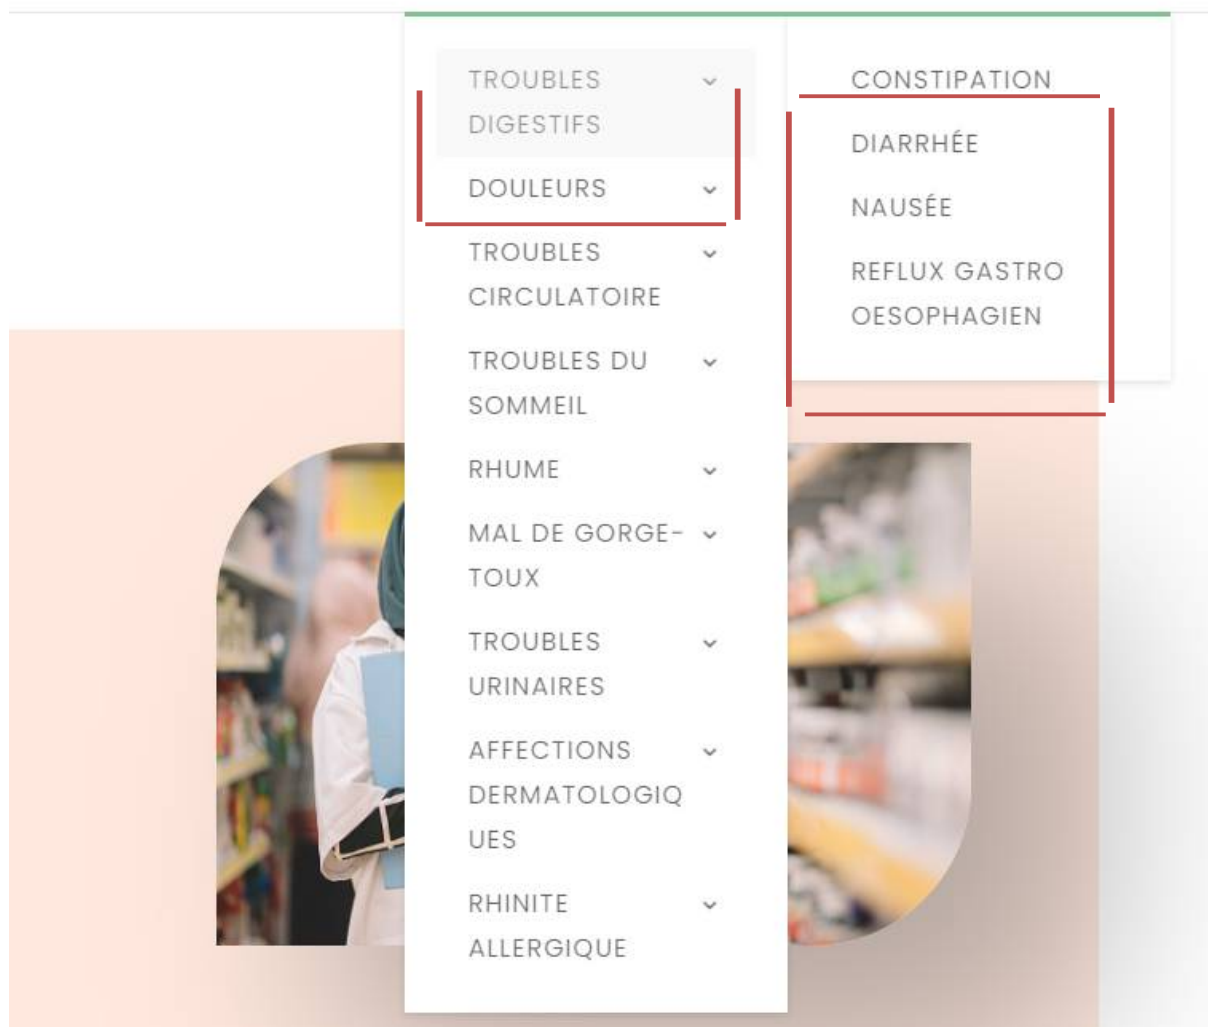 TROUBLES
DIGESTIFS
DOULEURS
TROUBLES
CIRCULATOIRE
TROUBLES DU
SOMMEIL
RHUME
MAL DE GORGE-
TOUX
TROUBLES
URINAIRES
AFFECTIONS
DERMATOLOGIQ
UES
RHINITE
ALLERGIQUE
CONSTIPATION
DIARRHÉE
NAUSÉE
REFLUX GASTRO
OESOPHAGIEN